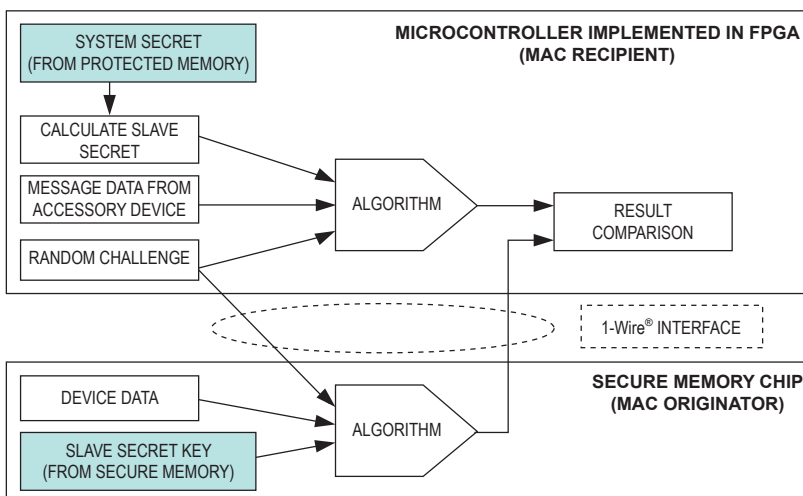 MICROCONTROLLER IMPLEMENTED IN FPGA
(MAC RECIPIENT)
SYSTEM SECRET
(FROM PROTECTED MEMORY)
CALCULATE SLAVE
SECRET
MESSAGE DATA FROM
ACCESSORY DEVICE
RANDOM CHALLENGE
ALGORITHM
RESULT
COMPARISON
1-Wire® INTERFACE
SECURE MEMORY CHIP
(MAC ORIGINATOR)
DEVICE DATA
SLAVE SECRET KEY
(FROM SECURE MEMORY)
ALGORITHM